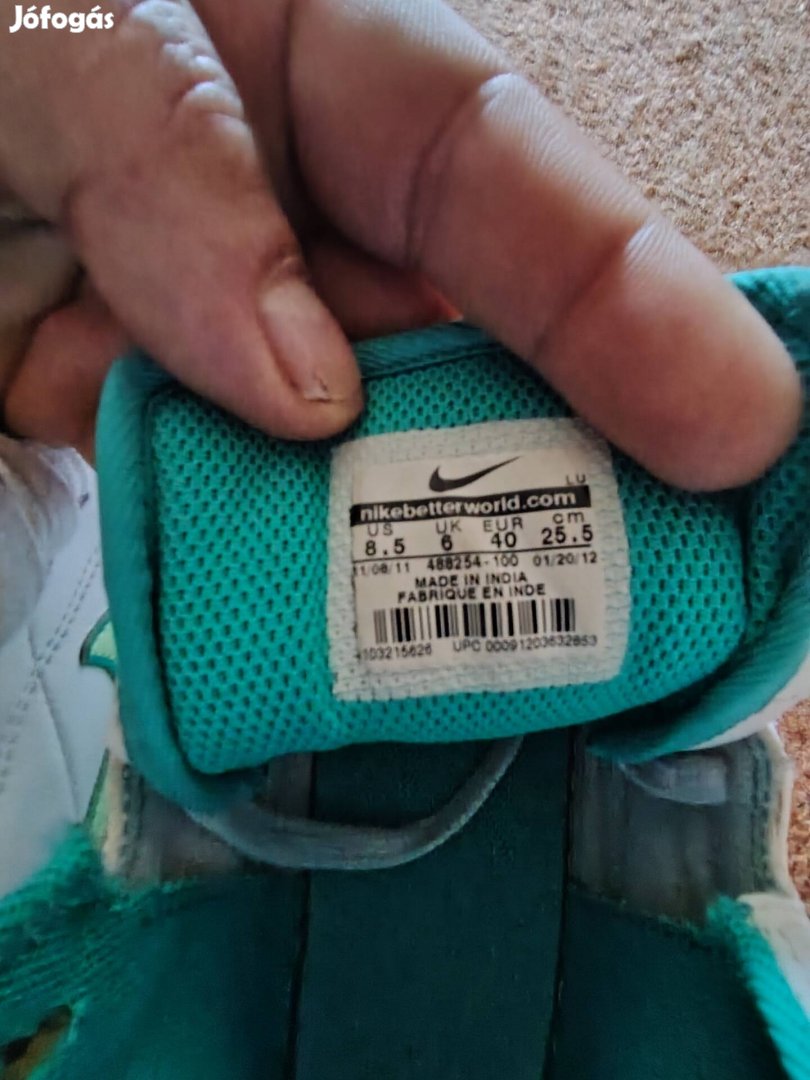 Jófogás
LU
nikebetterworld.com
US UK EUR cm
8.5 6 40 25.5
11/08/11 488254-100 01/20/12
MADE IN INDIA
FABRIQUE EN INDE
4103215626 UPC 00091203632853